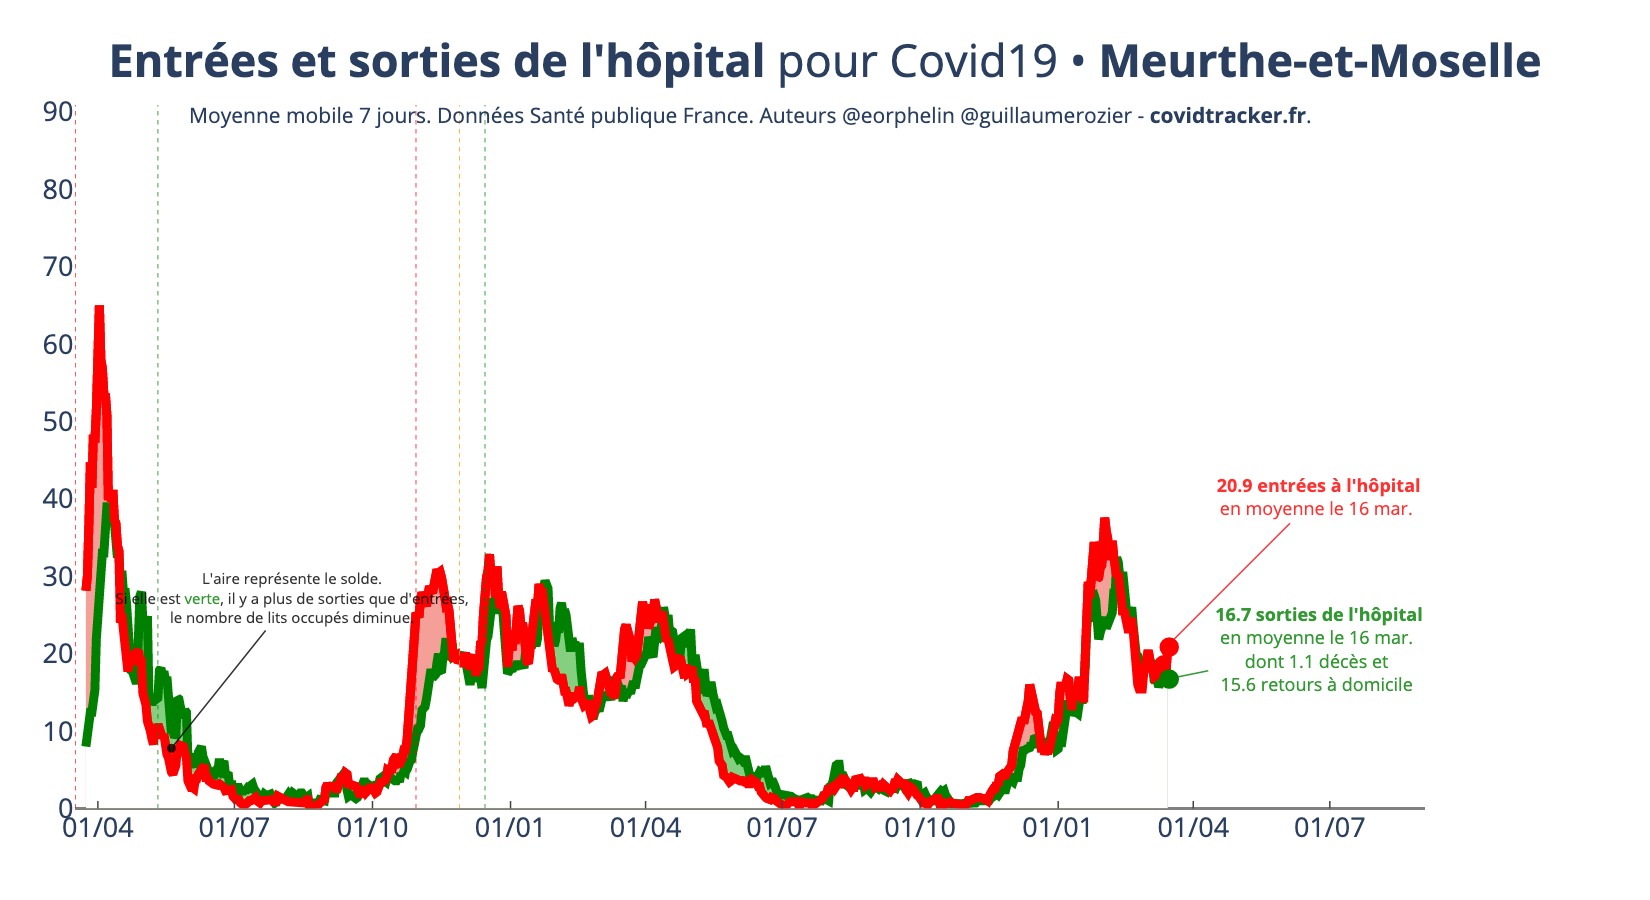 Entrées et sorties de l'hôpital pour Covid19 • Meurthe-et-Moselle
Moyenne mobile 7 jours. Données Santé publique France. Auteurs @eorphelin @guillaumerozier - covidtracker.fr.
90
80
70
60
50
40
30
20
10
0
20.9 entrées à l'hôpital
en moyenne le 16 mar.
L'aire représente le solde.
Si elle est verte, il y a plus de sorties que d'entrées,
le nombre de lits occupés diminue.
16.7 sorties de l'hôpital
en moyenne le 16 mar.
dont 1.1 décès et
15.6 retours à domicile
01/04 01/07 01/10 01/01 01/04 01/07 01/10 01/01 01/04 01/07